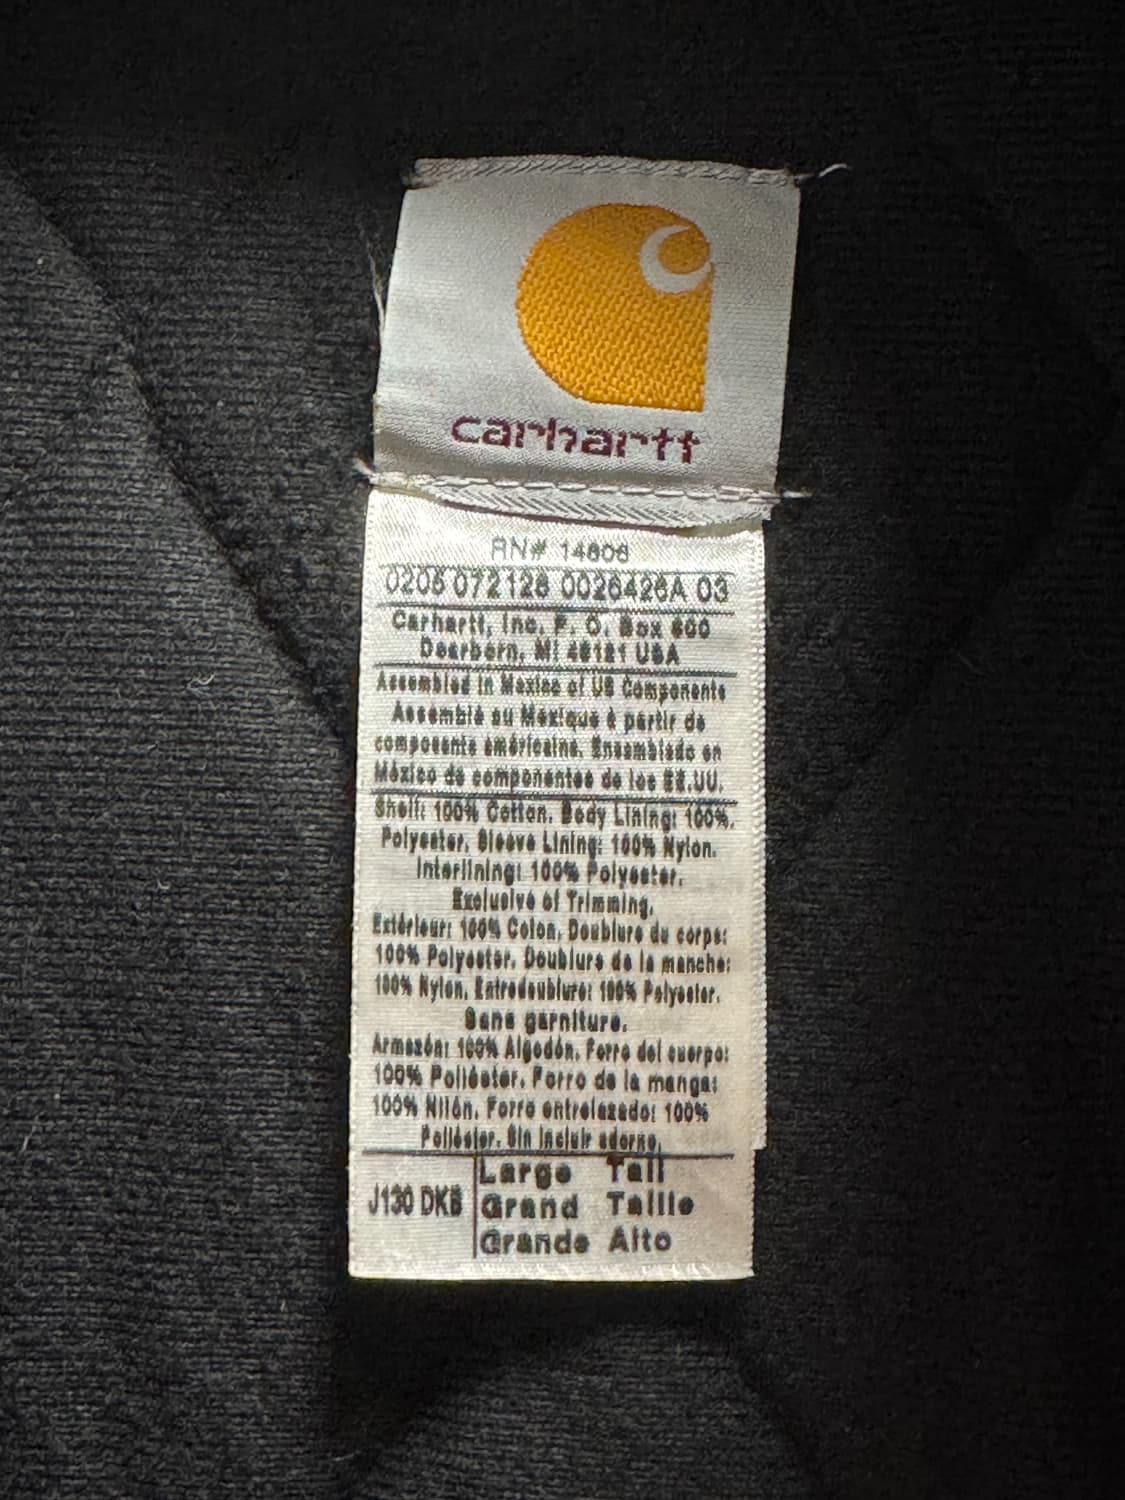 carhartt
RN# 14806
0205 072128 0026426A 03
Carhartt, Inc. P. O. Box 600
Dearborn, MI 48121 USA
Assembled in Mexico of US Components
Assemblé au Mexique à partir de
composants américains. Ensamblado en
México de componentes de los EE.UU.
Shell: 100% Cotton. Body Lining: 100%.
Polyester. Sleeve Lining: 100% Nylon.
Interlining: 100% Polyester.
Exclusive of Trimming.
Extérieur: 100% Coton. Doublure du corps:
100% Polyester. Doublure de la manche:
100% Nylon. Entredoublure: 100% Polyester.
Sans garniture.
Armazón: 100% Algodón. Forro del cuerpo:
100% Poliéster. Forro de la manga:
100% Nilón. Forro entrelazado: 100%
Poliéster. Sin incluir adorno.
J130 DKB
Large Tall
Grand Taille
Grande Alto